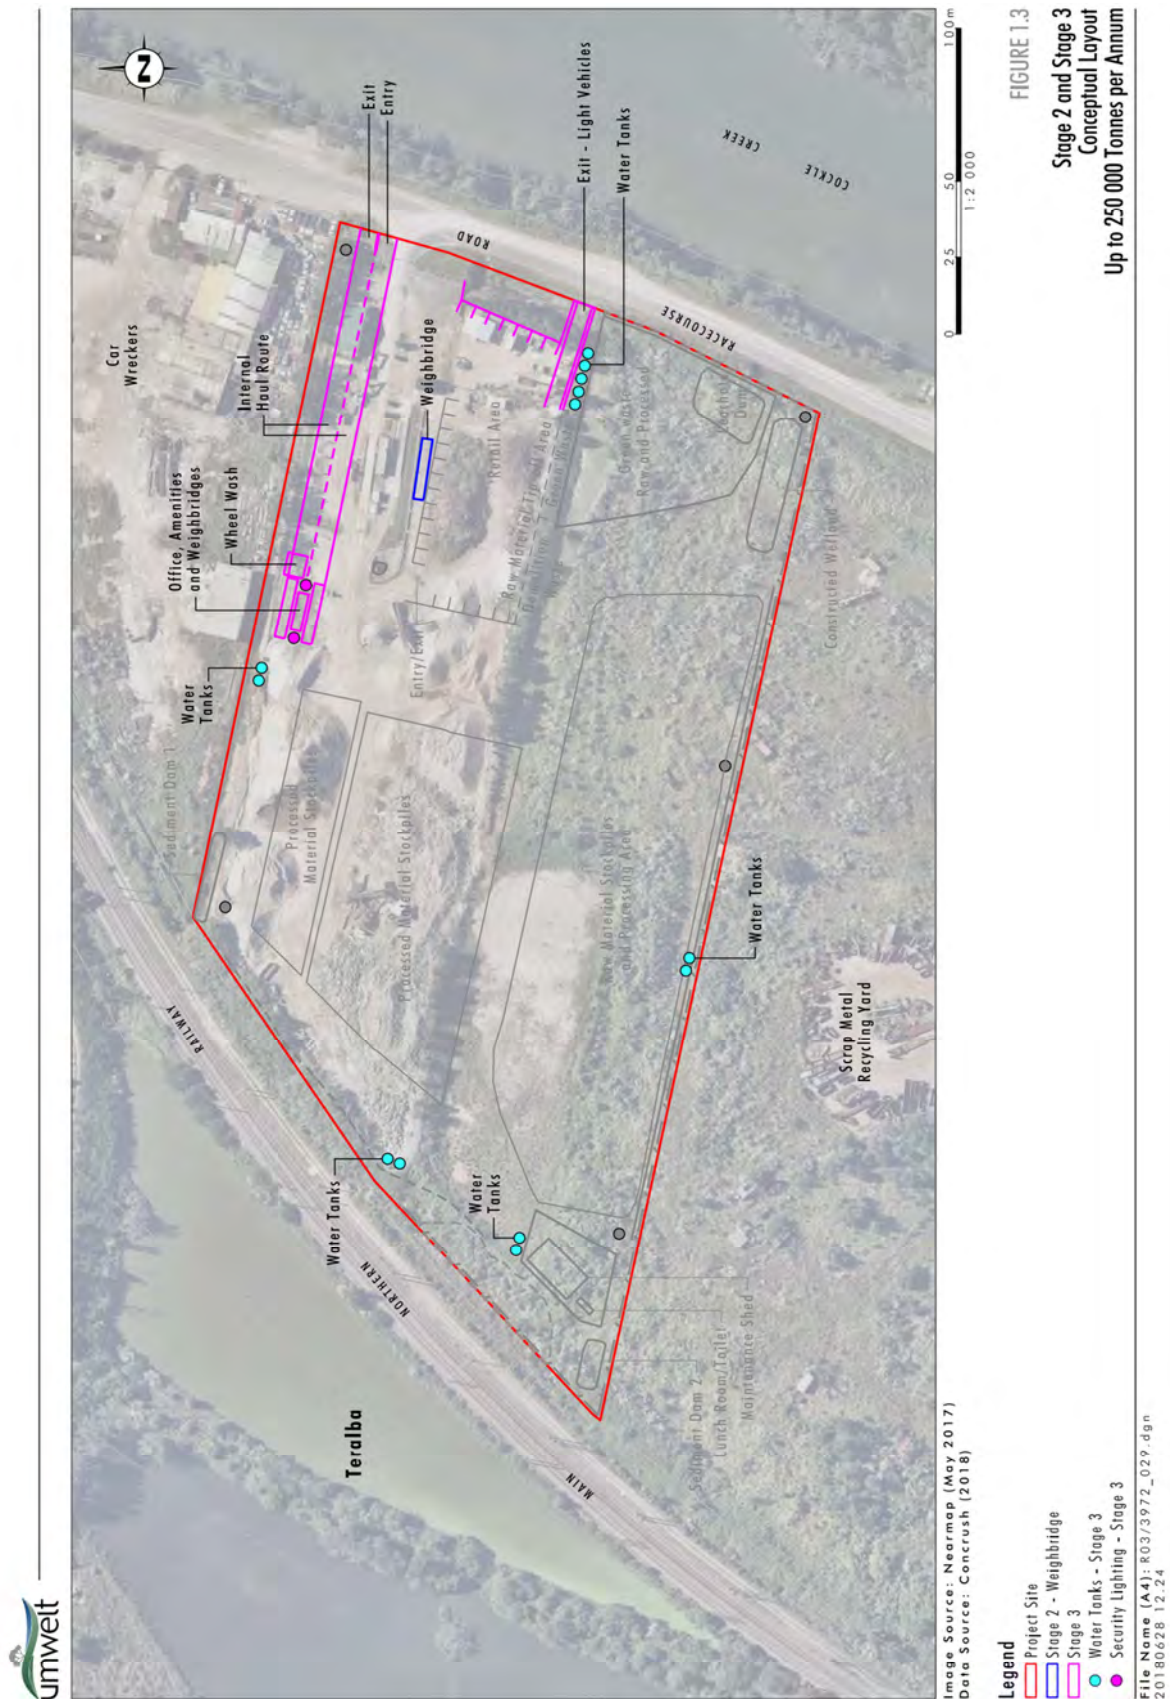 umwelt
Teralba
Car
Wreckers
Office, Amenities
and Weighbridges
Wheel Wash
Internal
Haul Route
Exit
Entry
Water
Tanks
Sediment Dam 1
Processed
Material Stockpiles
Processed Material Stockpiles
Entry/Exit
Weighbridge
Retail Area
Exit - Light Vehicles
Water Tanks
ROAD
RACECOURSE
COCKLE
CREEK
RAILWAY
NORTHERN
MAIN
Water Tanks
Water
Tanks
Raw Material Tip Off Area
Green Waste
Raw and Processed
Dam
Constructed Wetland
Raw Material Stockpiles
and Processing Area
Water Tanks
Scrap Metal
Recycling Yard
Sediment Dam 2
Lunch Room/Toilet
Maintenance Shed
N
Image Source: Nearmap (May 2017)
Data Source: Concrush (2018)
0 25 50 100m
1:2 000
Legend
Project Site
Stage 2 - Weighbridge
Stage 3
Water Tanks - Stage 3
Security Lighting - Stage 3
FIGURE 1.3
Stage 2 and Stage 3
Conceptual Layout
Up to 250 000 Tonnes per Annum
File Name (A4): R03/3972_029.dgn
20180628 12.24